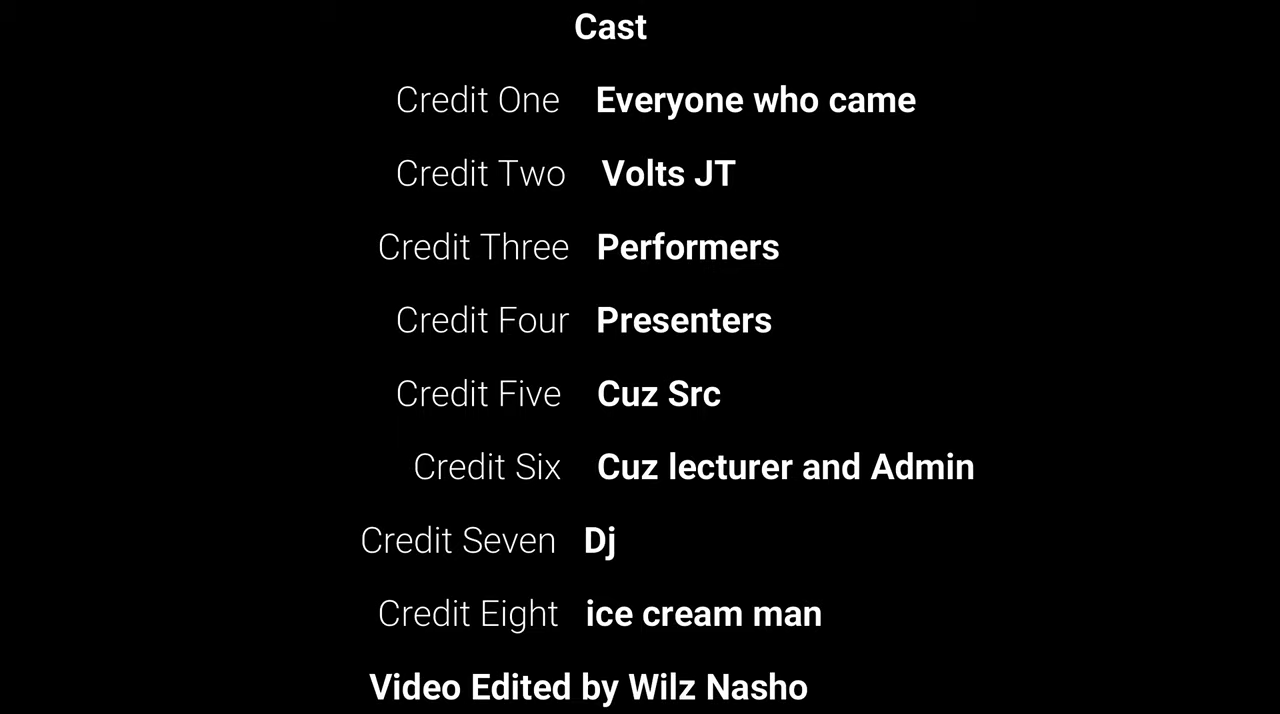 Cast
Credit One Everyone who came
Credit Two Volts JT
Credit Three Performers
Credit Four Presenters
Credit Five Cuz Src
Credit Six Cuz lecturer and Admin
Credit Seven Dj
Credit Eight ice cream man
Video Edited by Wilz Nasho